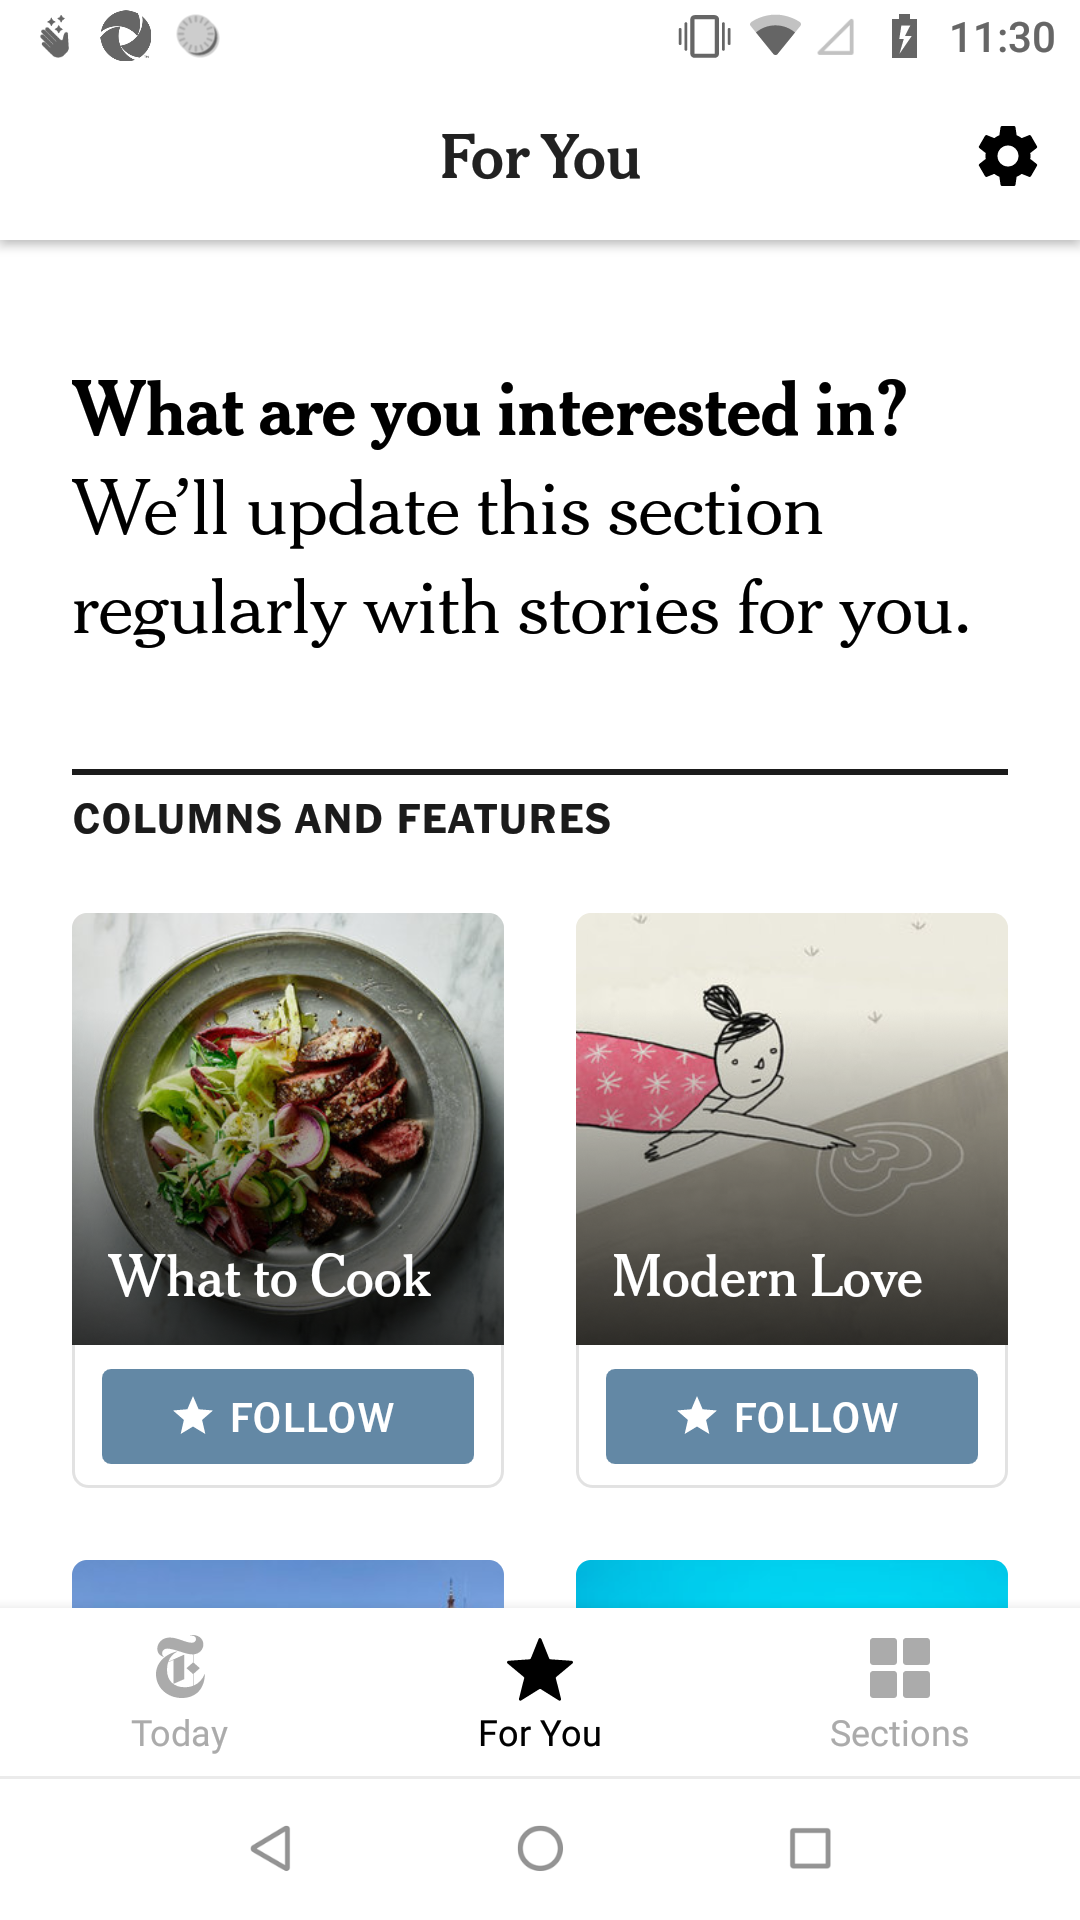 11:30
For You
What are you interested in?
We’ll update this section
regularly with stories for you.
COLUMNS AND FEATURES
What to Cook
Modern Love
FOLLOW
FOLLOW
Today
For You
Sections